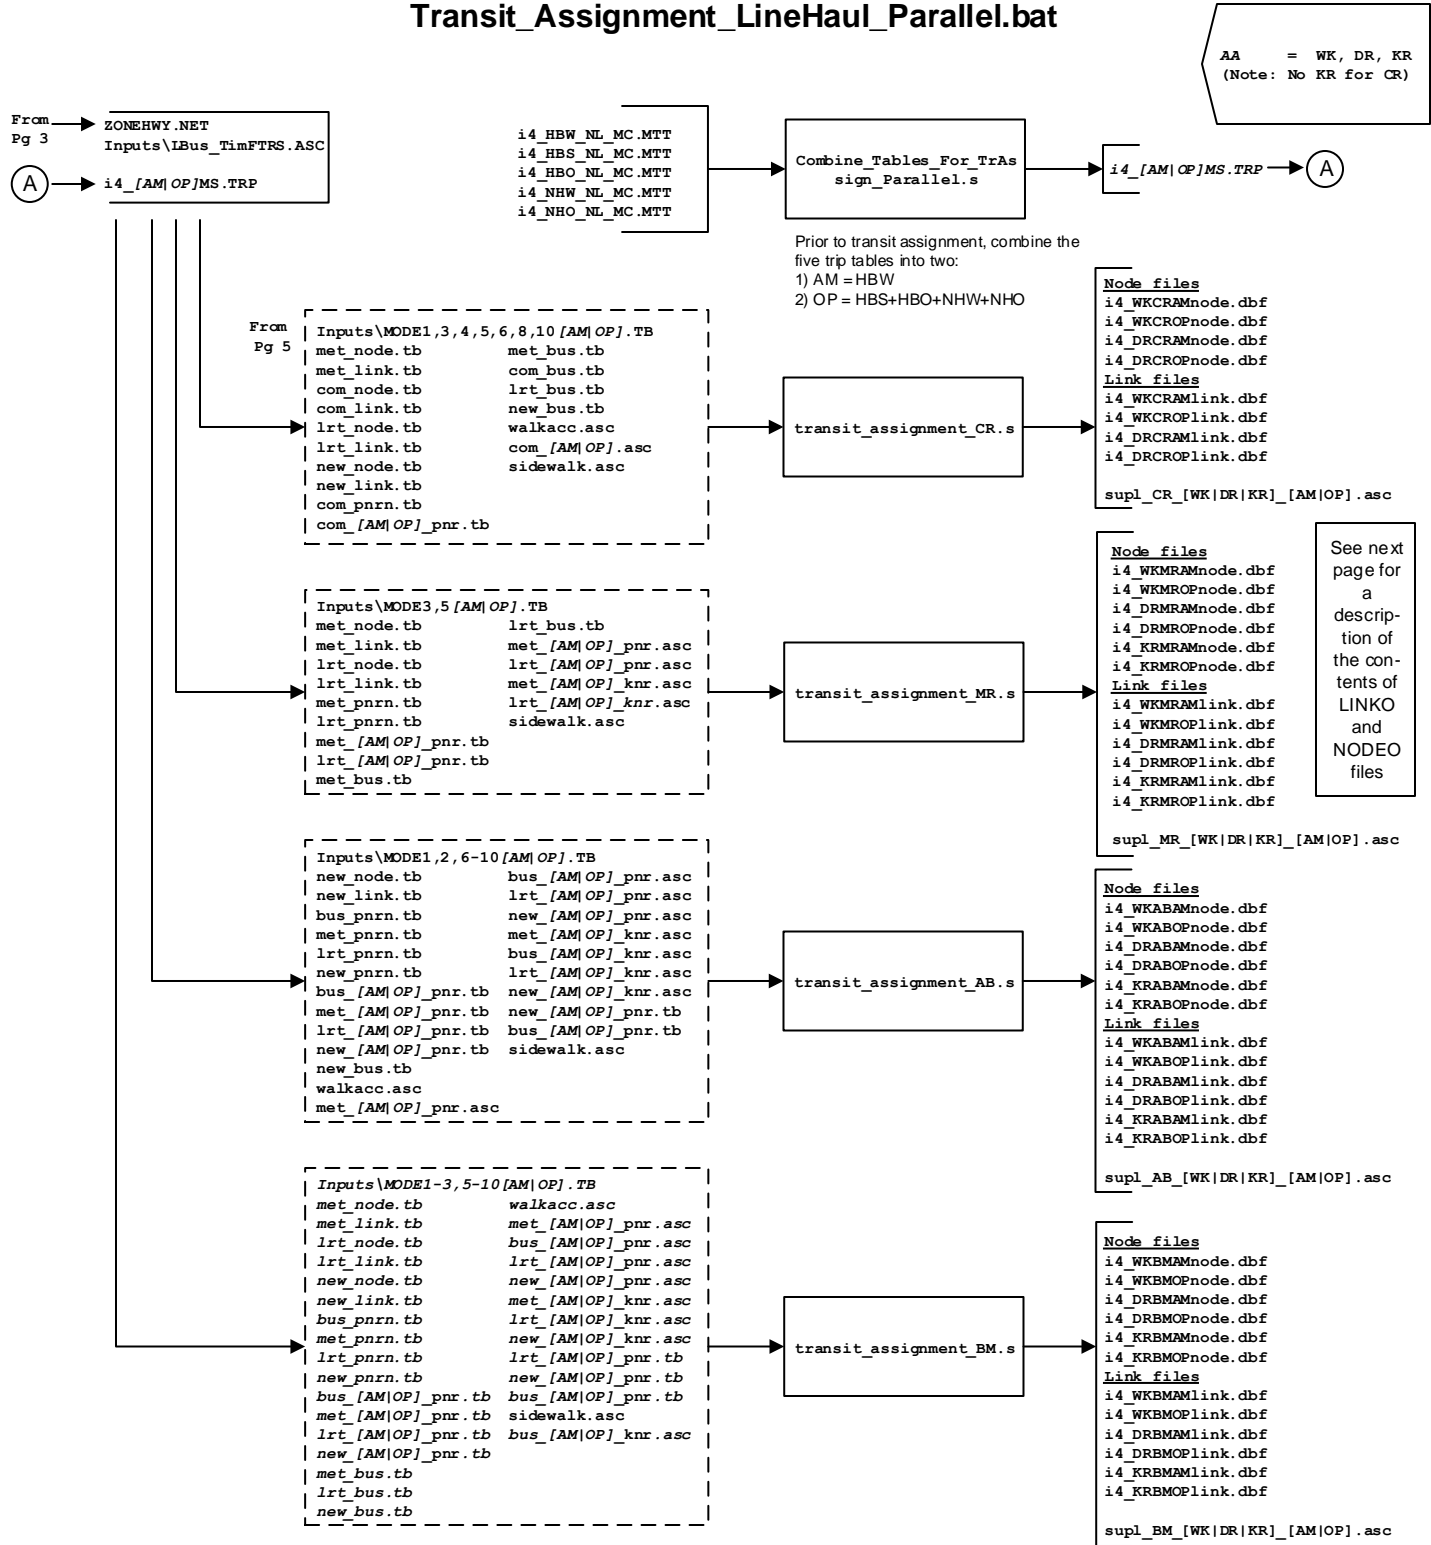 Transit_Assignment_LineHaul_Parallel.bat
AA = WK, DR, KR
(Note: No KR for CR)
From
Pg 3
ZONEHWY.NET
Inputs\LBus_TimFTRS.ASC
A
i4_[AM|OP]MS.TRP
i4_HBW_NL_MC.MTT
i4_HBS_NL_MC.MTT
i4_HBO_NL_MC.MTT
i4_NHW_NL_MC.MTT
i4_NHO_NL_MC.MTT
Combine_Tables_For_TrAs
sign_Parallel.s
i4_[AM|OP]MS.TRP
A
Prior to transit assignment, combine the
five trip tables into two:
1) AM = HBW
2) OP = HBS+HBO+NHW+NHO
From
Pg 5
Inputs\MODE1,3,4,5,6,8,10[AM|OP].TB
met_node.tb met_bus.tb
met_link.tb com_bus.tb
com_node.tb lrt_bus.tb
com_link.tb new_bus.tb
lrt_node.tb walkacc.asc
lrt_link.tb com_[AM|OP].asc
new_node.tb sidewalk.asc
new_link.tb
com_pnrn.tb
com_[AM|OP]_pnr.tb
transit_assignment_CR.s
Node files
i4_WKCRAMnode.dbf
i4_WKCROPnode.dbf
i4_DRCRAMnode.dbf
i4_DRCROPnode.dbf
Link files
i4_WKCRAMlink.dbf
i4_WKCROPlink.dbf
i4_DRCRAMlink.dbf
i4_DRCROPlink.dbf
supl_CR_[WK|DR|KR]_[AM|OP].asc
Inputs\MODE3,5[AM|OP].TB
met_node.tb lrt_bus.tb
met_link.tb met_[AM|OP]_pnr.asc
lrt_node.tb lrt_[AM|OP]_pnr.asc
lrt_link.tb met_[AM|OP]_knr.asc
met_pnrn.tb lrt_[AM|OP]_knr.asc
lrt_pnrn.tb sidewalk.asc
met_[AM|OP]_pnr.tb
lrt_[AM|OP]_pnr.tb
met_bus.tb
transit_assignment_MR.s
Node files
i4_WKMRAMnode.dbf
i4_WKMROPnode.dbf
i4_DRMRAMnode.dbf
i4_DRMROPnode.dbf
i4_KRMRAMnode.dbf
i4_KRMROPnode.dbf
Link files
i4_WKMRAMlink.dbf
i4_WKMROPlink.dbf
i4_DRMRAMlink.dbf
i4_DRMROPlink.dbf
i4_KRMRAMlink.dbf
i4_KRMROPlink.dbf
supl_MR_[WK|DR|KR]_[AM|OP].asc
See next
page for
a
descrip-
tion of
the con-
tents of
LINKO
and
NODEO
files
Inputs\MODE1,2,6-10[AM|OP].TB
new_node.tb bus_[AM|OP]_pnr.asc
new_link.tb lrt_[AM|OP]_pnr.asc
bus_pnrn.tb new_[AM|OP]_pnr.asc
met_pnrn.tb met_[AM|OP]_knr.asc
lrt_pnrn.tb bus_[AM|OP]_knr.asc
new_pnrn.tb lrt_[AM|OP]_knr.asc
bus_[AM|OP]_pnr.tb new_[AM|OP]_knr.asc
met_[AM|OP]_pnr.tb new_[AM|OP]_pnr.tb
lrt_[AM|OP]_pnr.tb bus_[AM|OP]_pnr.tb
new_[AM|OP]_pnr.tb sidewalk.asc
new_bus.tb
walkacc.asc
met_[AM|OP]_pnr.asc
transit_assignment_AB.s
Node files
i4_WKABAMnode.dbf
i4_WKABOPnode.dbf
i4_DRABAMnode.dbf
i4_DRABOPnode.dbf
i4_KRABAMnode.dbf
i4_KRABOPnode.dbf
Link files
i4_WKABAMlink.dbf
i4_WKABOPlink.dbf
i4_DRABAMlink.dbf
i4_DRABOPlink.dbf
i4_KRABAMlink.dbf
i4_KRABOPlink.dbf
supl_AB_[WK|DR|KR]_[AM|OP].asc
Inputs\MODE1-3,5-10[AM|OP].TB
met_node.tb walkacc.asc
met_link.tb met_[AM|OP]_pnr.asc
lrt_node.tb bus_[AM|OP]_pnr.asc
lrt_link.tb lrt_[AM|OP]_pnr.asc
new_node.tb new_[AM|OP]_pnr.asc
new_link.tb met_[AM|OP]_knr.asc
bus_pnrn.tb lrt_[AM|OP]_knr.asc
met_pnrn.tb new_[AM|OP]_knr.asc
lrt_pnrn.tb lrt_[AM|OP]_pnr.tb
new_pnrn.tb new_[AM|OP]_pnr.tb
bus_[AM|OP]_pnr.tb bus_[AM|OP]_pnr.tb
met_[AM|OP]_pnr.tb sidewalk.asc
lrt_[AM|OP]_pnr.tb bus_[AM|OP]_knr.asc
new_[AM|OP]_pnr.tb
met_bus.tb
lrt_bus.tb
new_bus.tb
transit_assignment_BM.s
Node files
i4_WKBMAMnode.dbf
i4_WKBMOPnode.dbf
i4_DRBMAMnode.dbf
i4_DRBMOPnode.dbf
i4_KRBMAMnode.dbf
i4_KRBMOPnode.dbf
Link files
i4_WKBMAMlink.dbf
i4_WKBMOPlink.dbf
i4_DRBMAMlink.dbf
i4_DRBMOPlink.dbf
i4_KRBMAMlink.dbf
i4_KRBMOPlink.dbf
supl_BM_[WK|DR|KR]_[AM|OP].asc